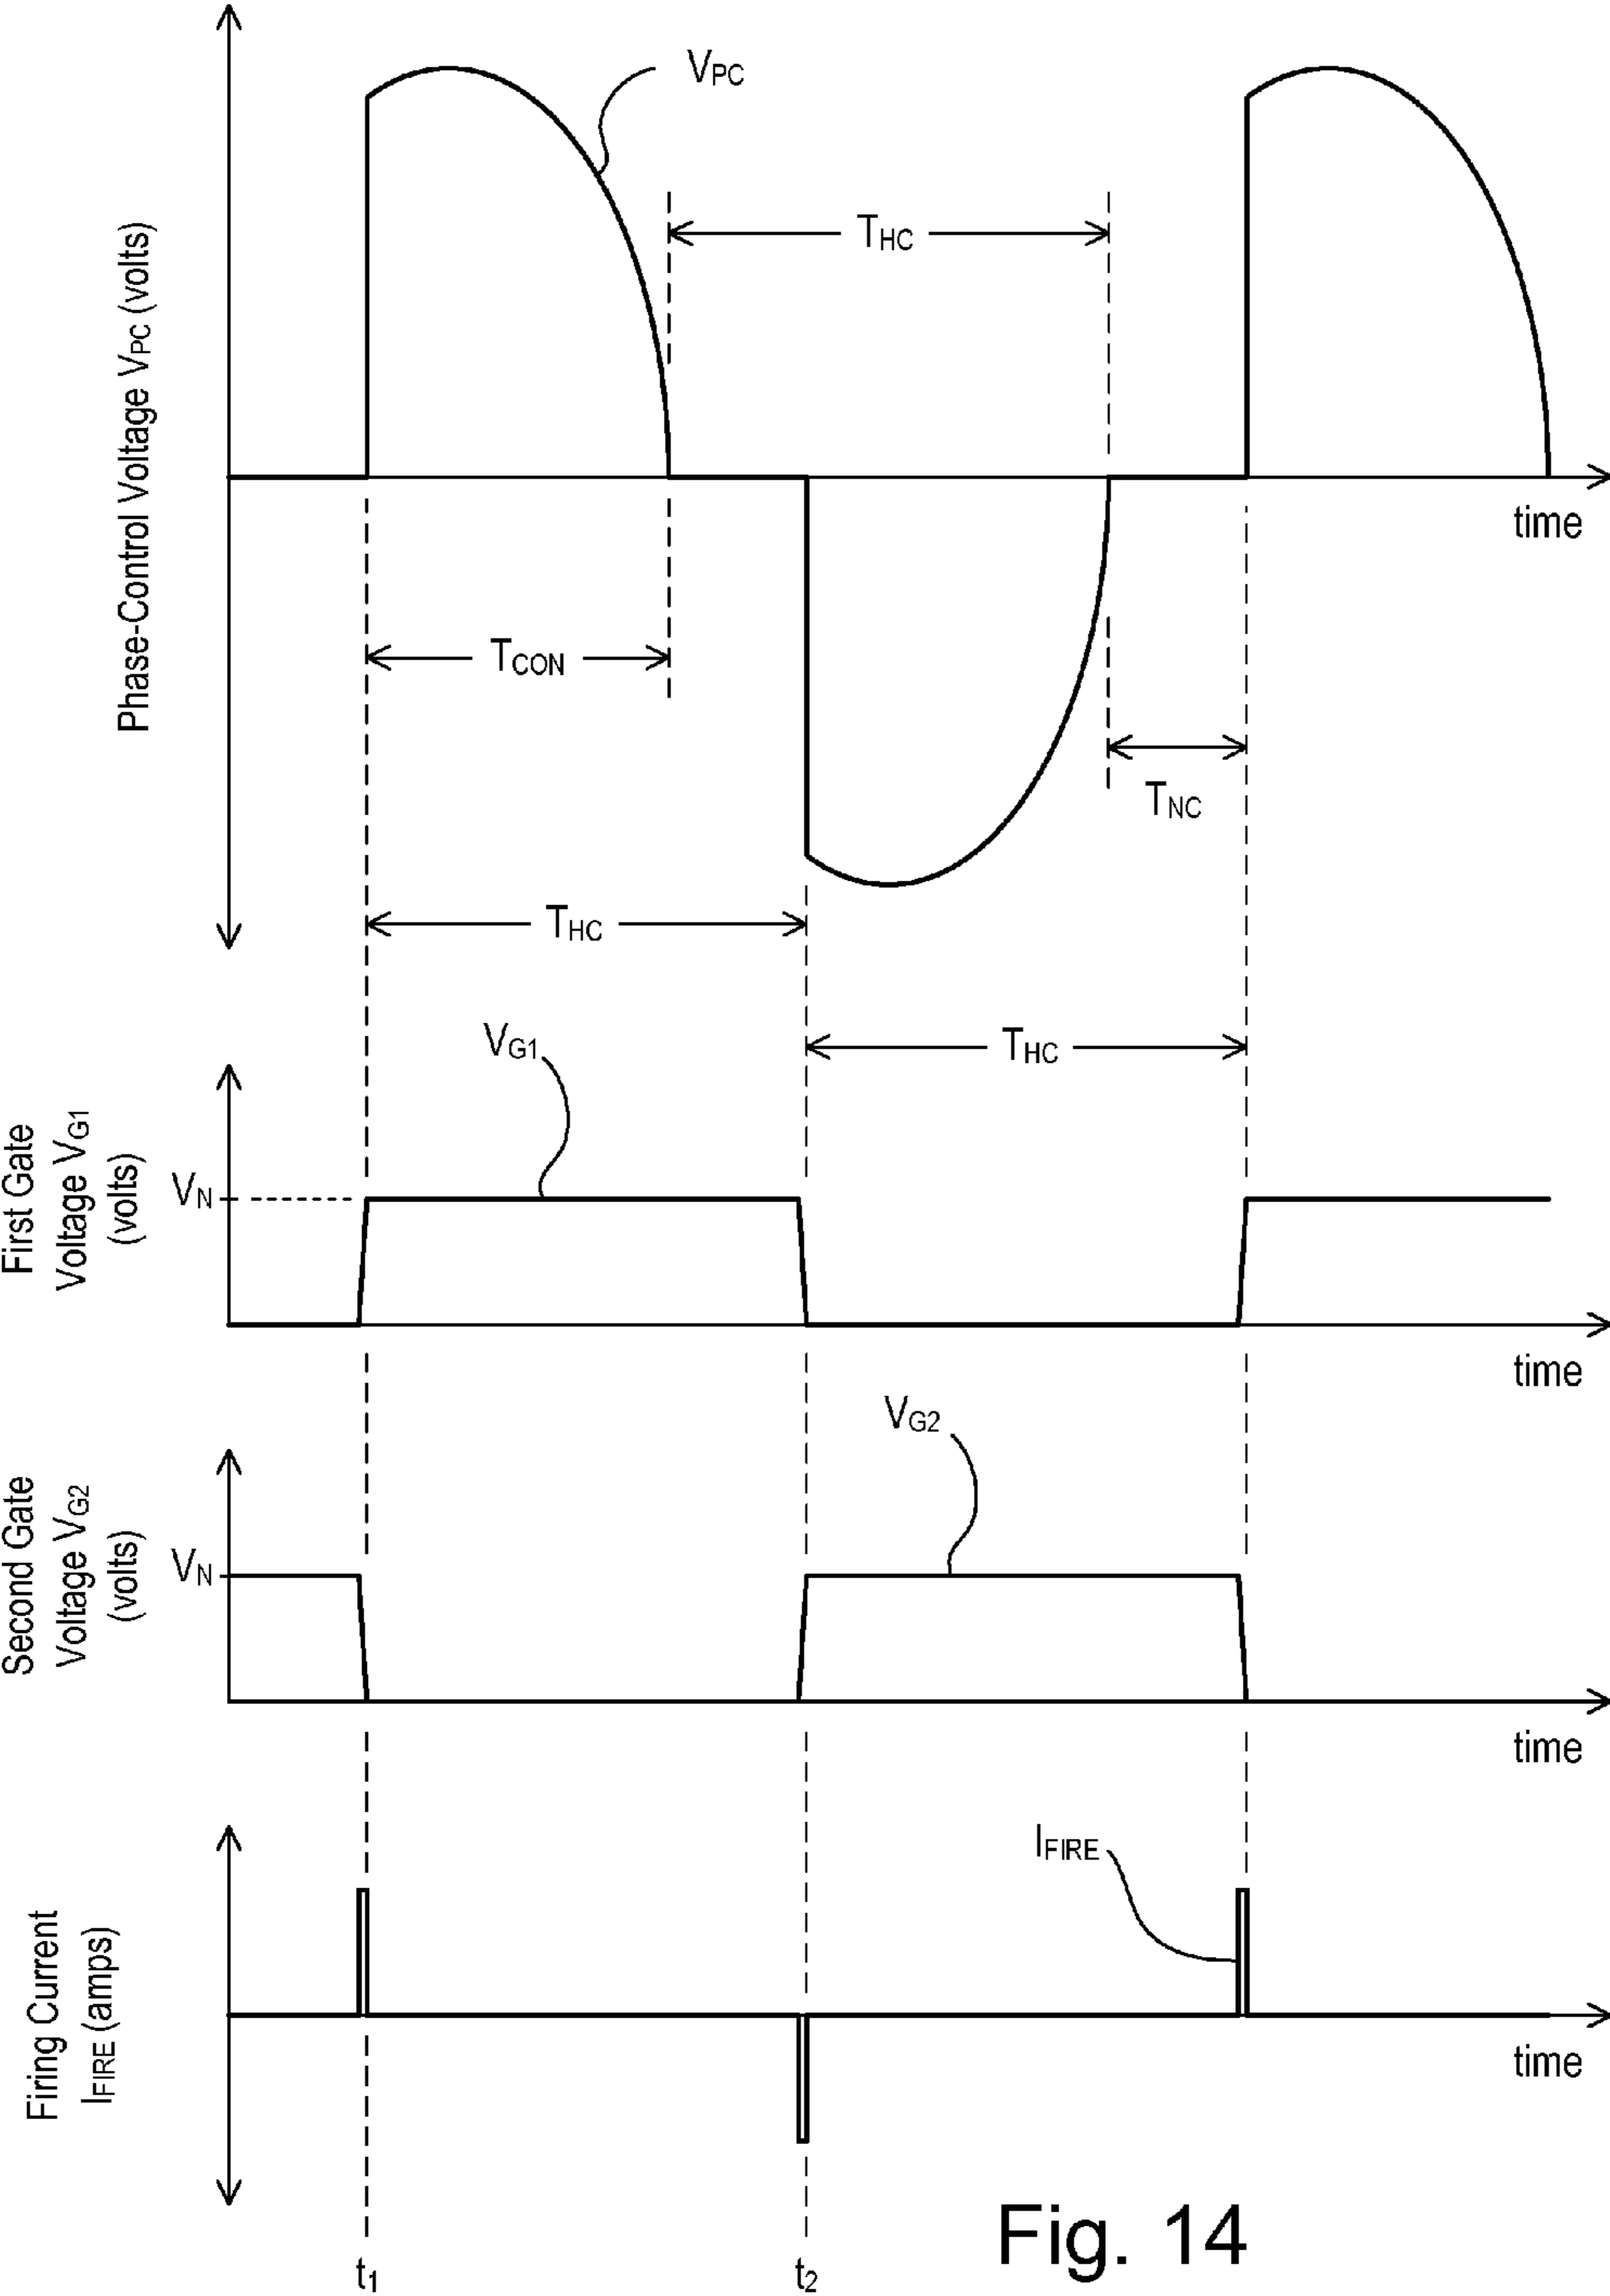 Phase-Control Voltage VPC (volts)
VPC
THC
time
TCON
TNC
THC
THC
First Gate
Voltage VG1
(volts)
VG1
VN
time
Second Gate
Voltage VG2
(volts)
VG2
VN
time
Firing Current
IFIRE (amps)
IFIRE
time
t1
t2
Fig. 14